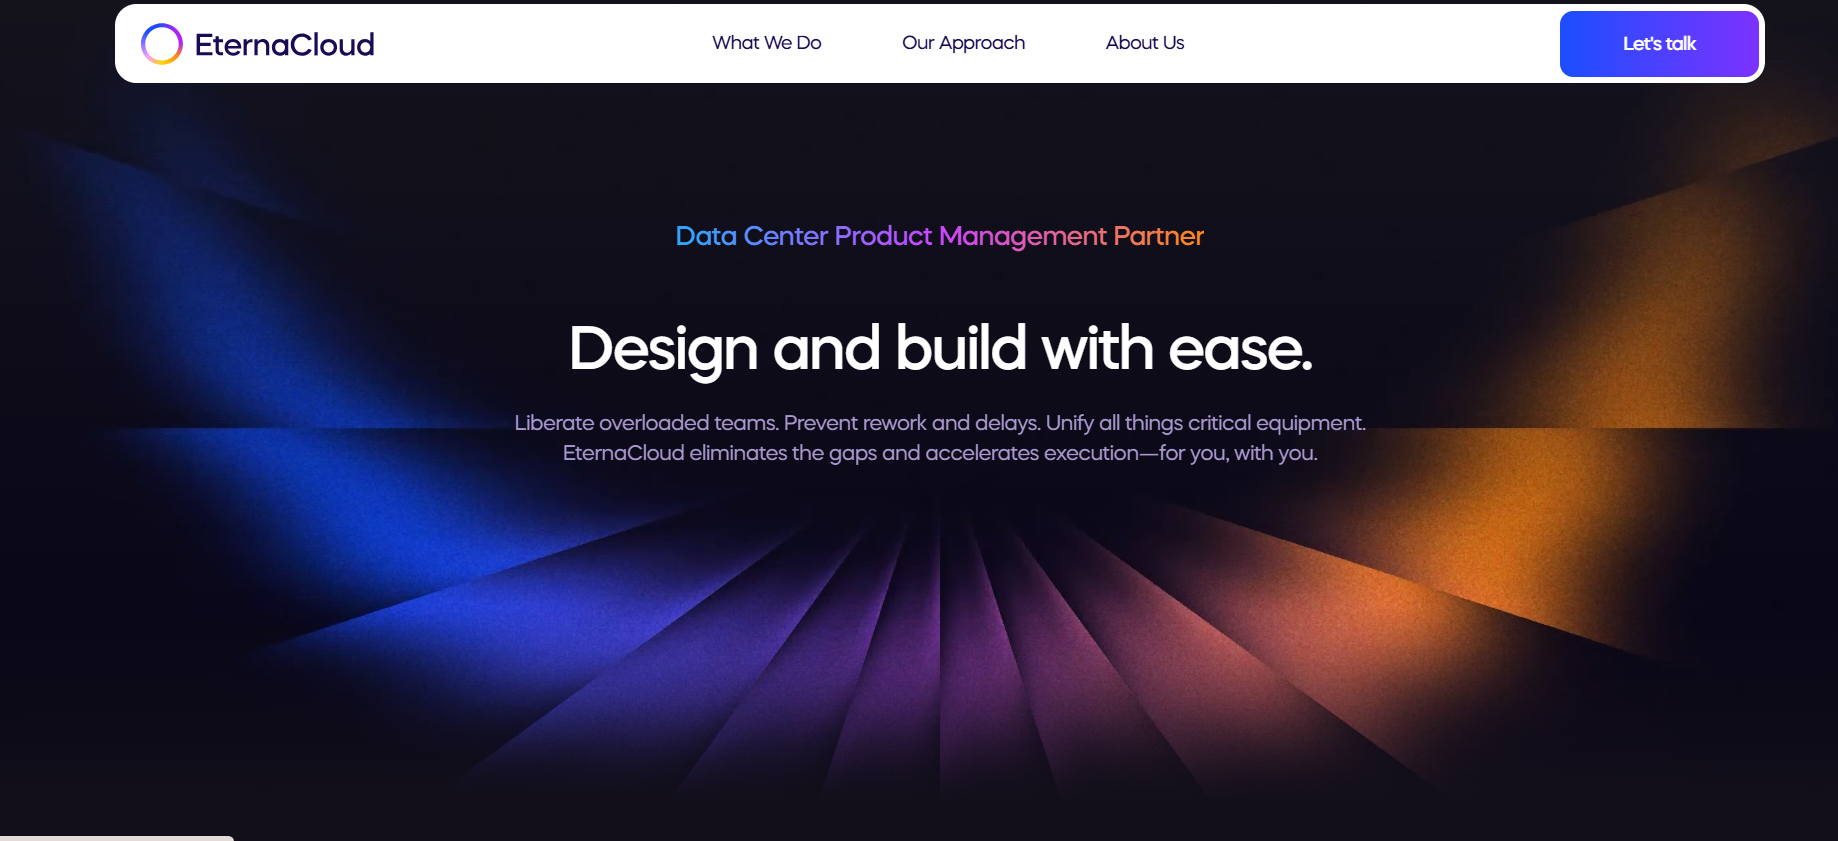 EternaCloud
What We Do
Our Approach
About Us
Let's talk
Data Center Product Management Partner
Design and build with ease.
Liberate overloaded teams. Prevent rework and delays. Unify all things critical equipment.
EternaCloud eliminates the gaps and accelerates execution—for you, with you.